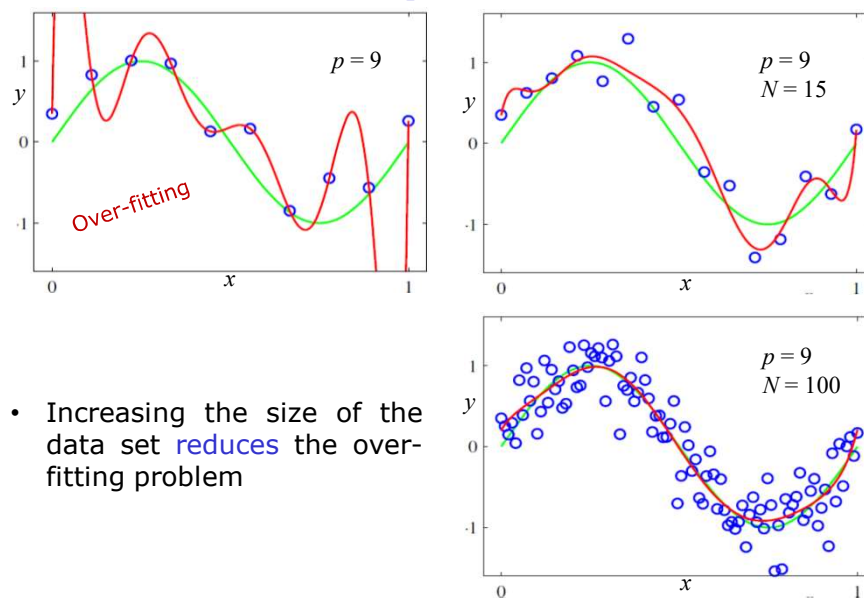 1
0
-1
y
p = 9
Over-fitting
0
x
1
1
0
-1
y
p = 9
N = 15
0
x
1
1
0
-1
y
p = 9
N = 100
0
x
1
• Increasing the size of the
data set reduces the over-
fitting problem